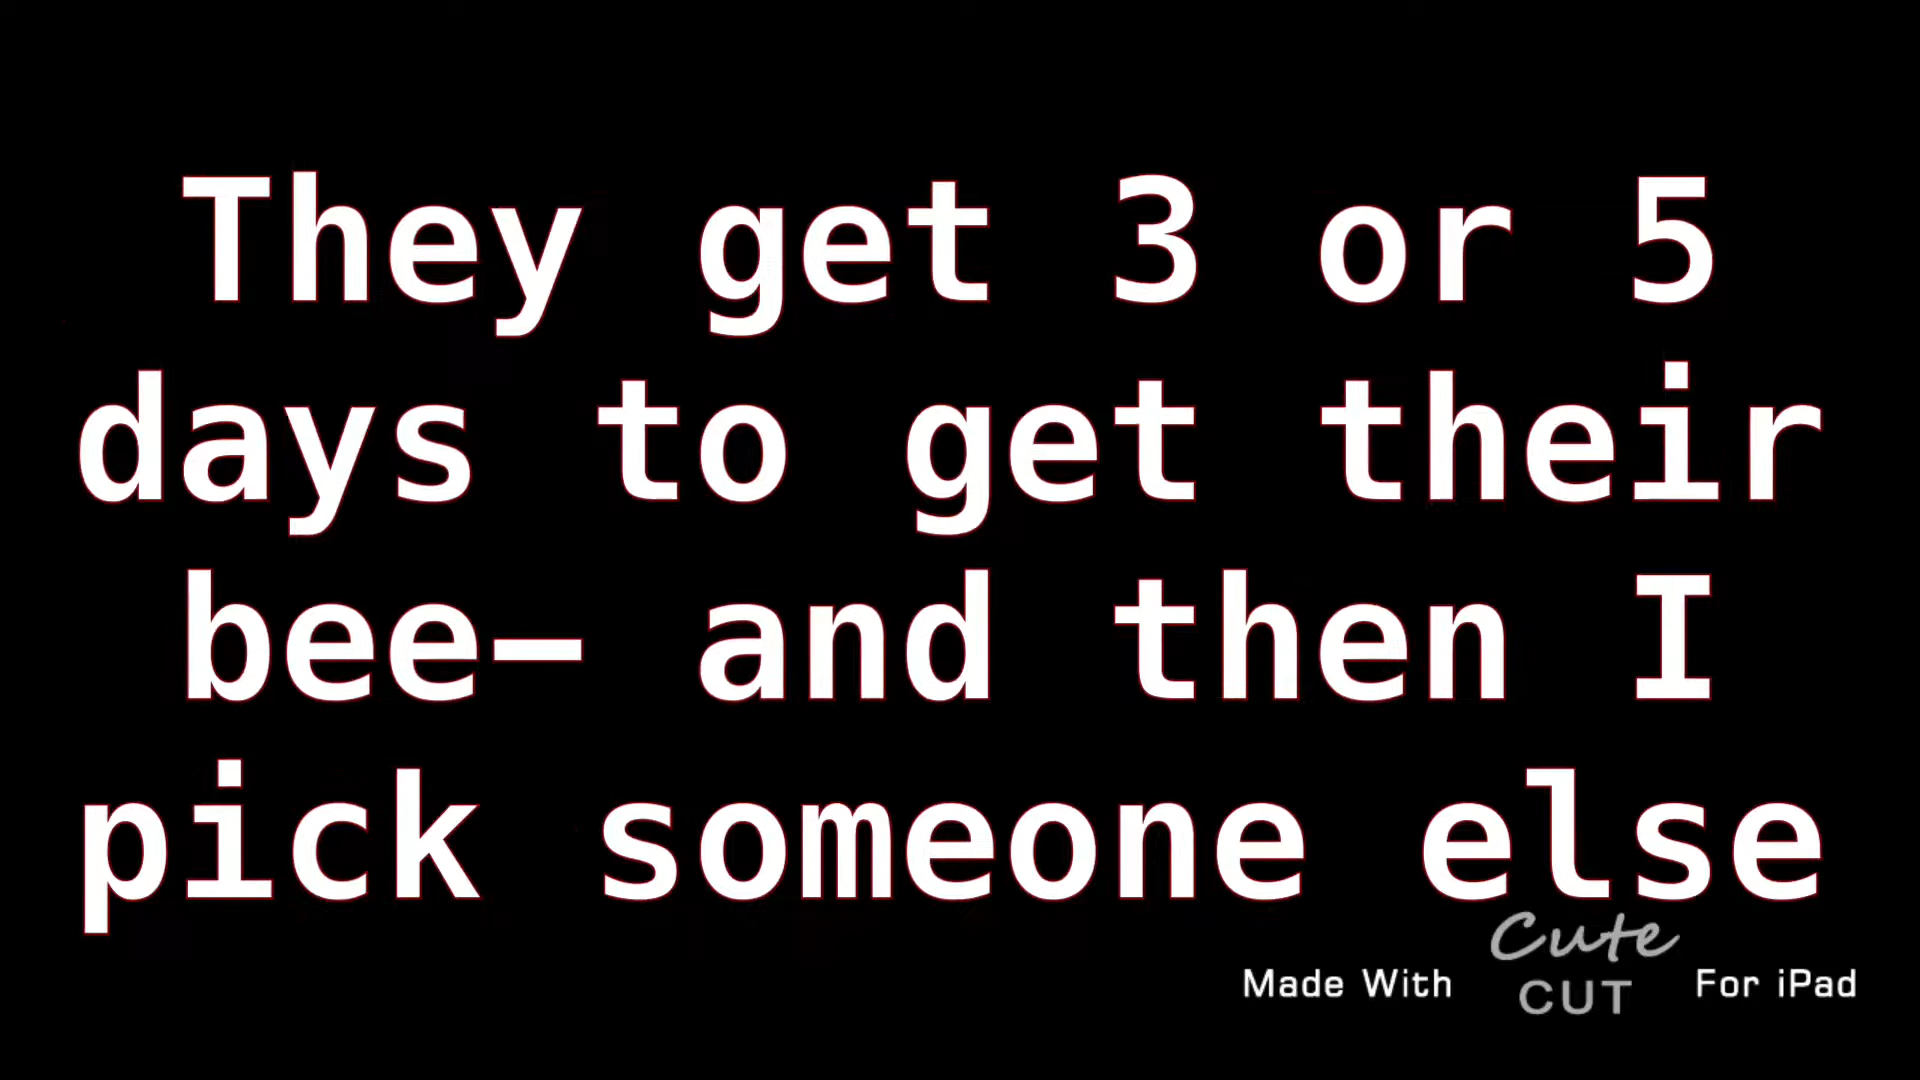 They get 3 or 5
days to get their
bee– and then I
pick someone else
Cute
Made With CUT For iPad